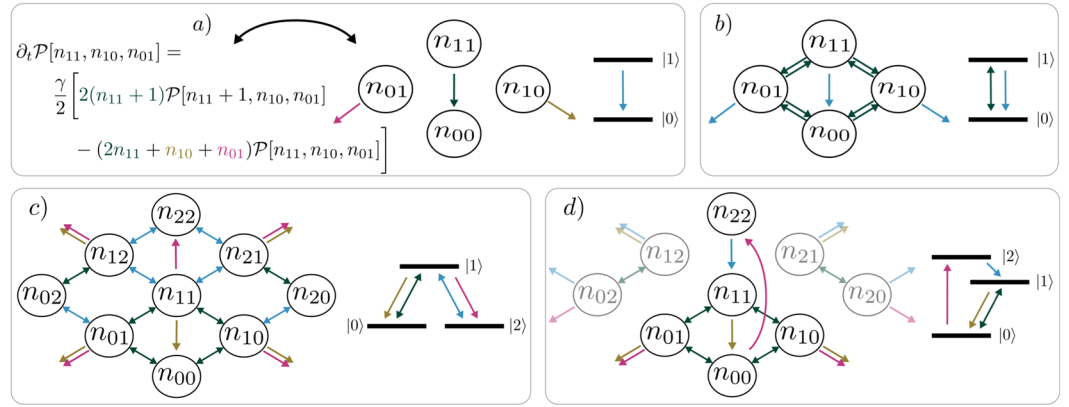 a)
∂ₜ𝒫[n₁₁, n₁₀, n₀₁] =
γ/2 [ 2(n₁₁ + 1)𝒫[n₁₁ + 1, n₁₀, n₀₁]
− (2n₁₁ + n₁₀ + n₀₁)𝒫[n₁₁, n₁₀, n₀₁] ]
n₁₁
n₀₁
n₁₀
n₀₀
|1⟩
|0⟩
b)
n₁₁
n₀₁
n₁₀
n₀₀
|1⟩
|0⟩
c)
n₂₂
n₁₂
n₂₁
n₀₂
n₁₁
n₂₀
n₀₁
n₁₀
n₀₀
|1⟩
|0⟩
|2⟩
d)
n₂₂
n₁₂
n₂₁
n₀₂
n₁₁
n₂₀
n₀₁
n₁₀
n₀₀
|2⟩
|1⟩
|0⟩